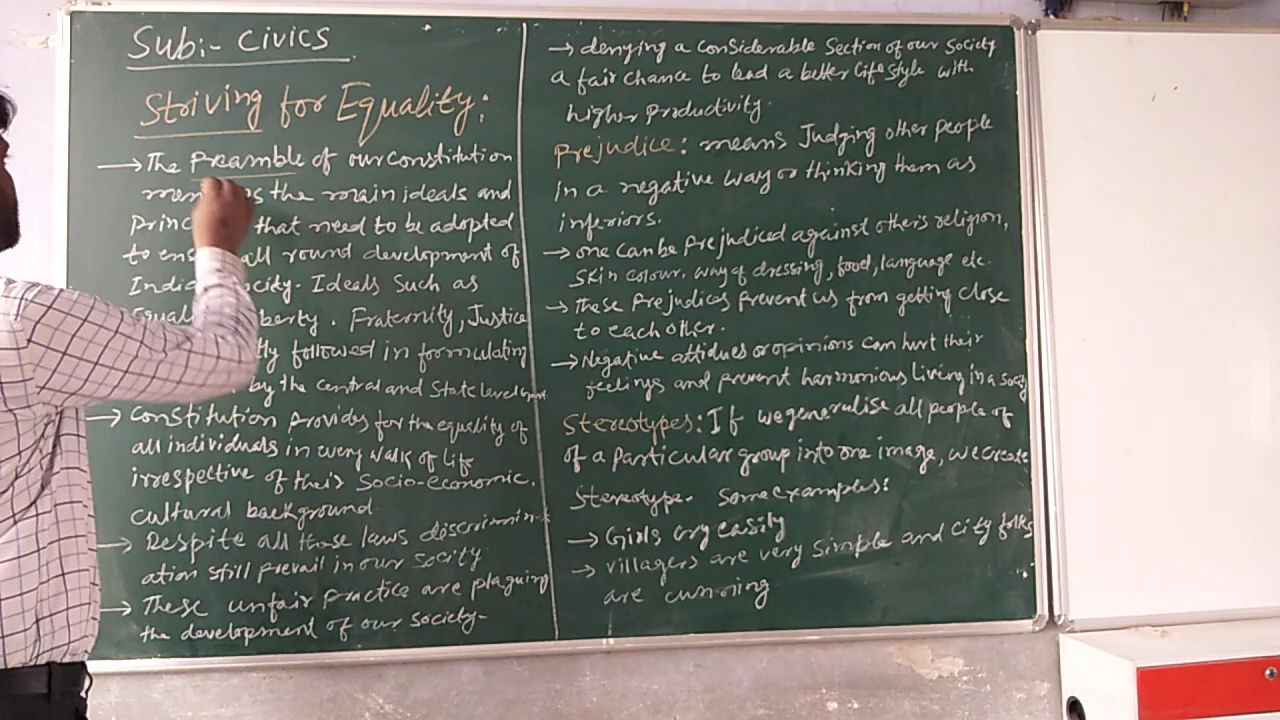 Sub:- Civics
Striving for Equality:
→ The Preamble of our constitution
the main ideals and
that need to be adopted
to all round development of
Ideals such as
Fraternity, Justice
followed in formulating
by the central and State level
→ Constitution provides for the equality of
all individuals in every walk of life
irrespective of their Socio-economic,
cultural background.
→ Despite all these laws discrimin-
ation still prevail in our socity
→ These unfair practice are plaguing
the development of our society-
→ denying a considerable section of our society
a fair chance to lead a better life style with
higher productivity.
Prejudice: means Judging other people
in a negative way or thinking them as
inferiors.
→ one can be prejudiced against other's religion,
skin colour, way of dressing, food, language etc.
→ These prejudices prevent us from getting close
to each other.
→ Negative attidues or opinions can hurt their
feelings and prevent harmonious living in a
Stereotypes: If we generalise all people of
of a particular group into one image, we create
Stereotype. Some examples:
→ Girls cry easily
→ villagers are very simple and city folks
are cunning